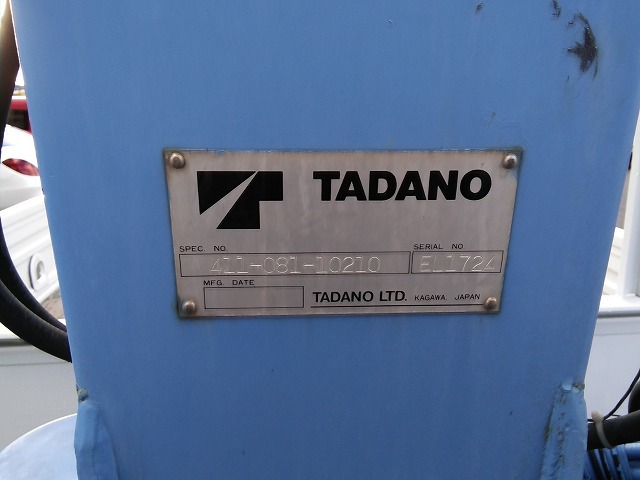 TADANO
SPEC. NO.
SERIAL NO
411-081-10210
EL1724
MFG. DATE
TADANO LTD. KAGAWA, JAPAN